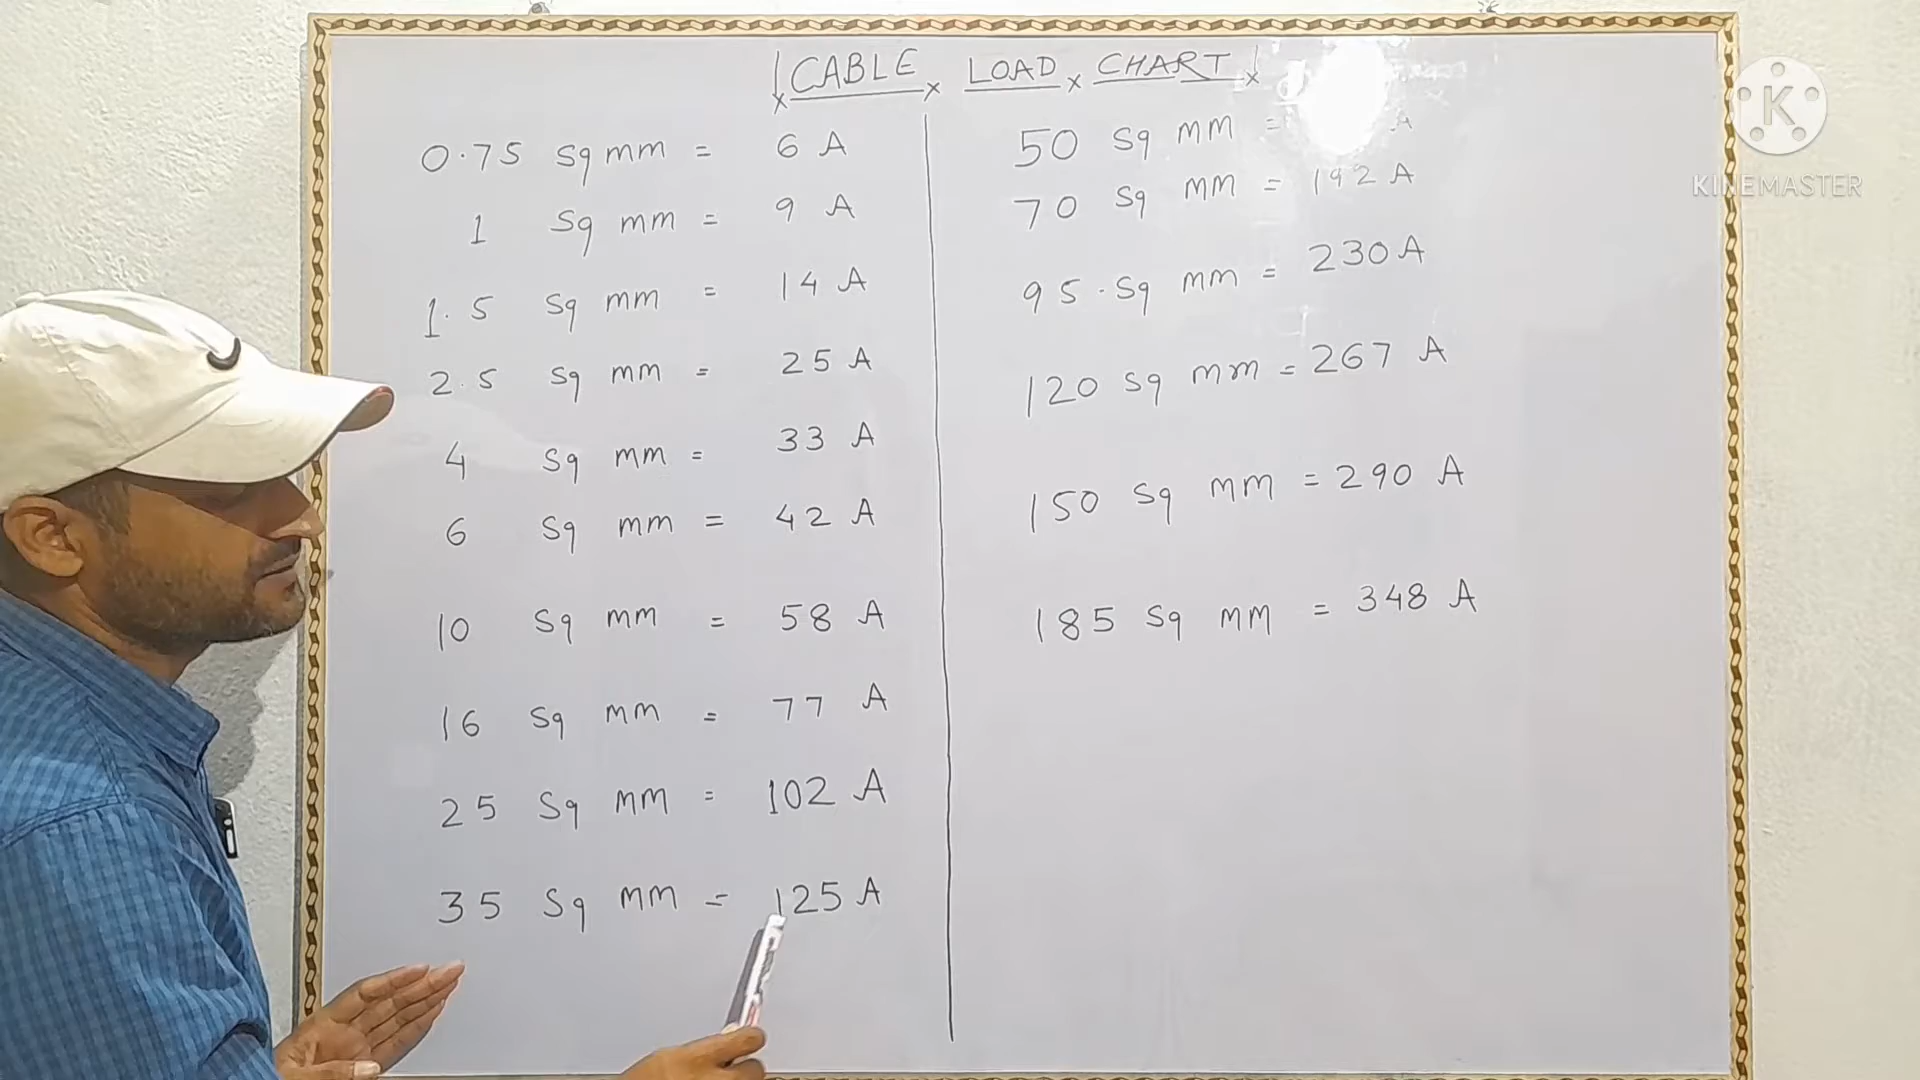 CABLE LOAD CHART
0.75 Sq mm = 6 A
1 Sq mm = 9 A
1.5 Sq mm = 14 A
2.5 Sq mm = 25 A
4 Sq mm = 33 A
6 Sq mm = 42 A
10 Sq mm = 58 A
16 Sq mm = 77 A
25 Sq mm = 102 A
35 Sq mm = 125 A
50 Sq mm = A
70 Sq mm = 192 A
95 . Sq mm = 230 A
120 Sq mm = 267 A
150 Sq mm = 290 A
185 Sq mm = 348 A
K
KINEMASTER